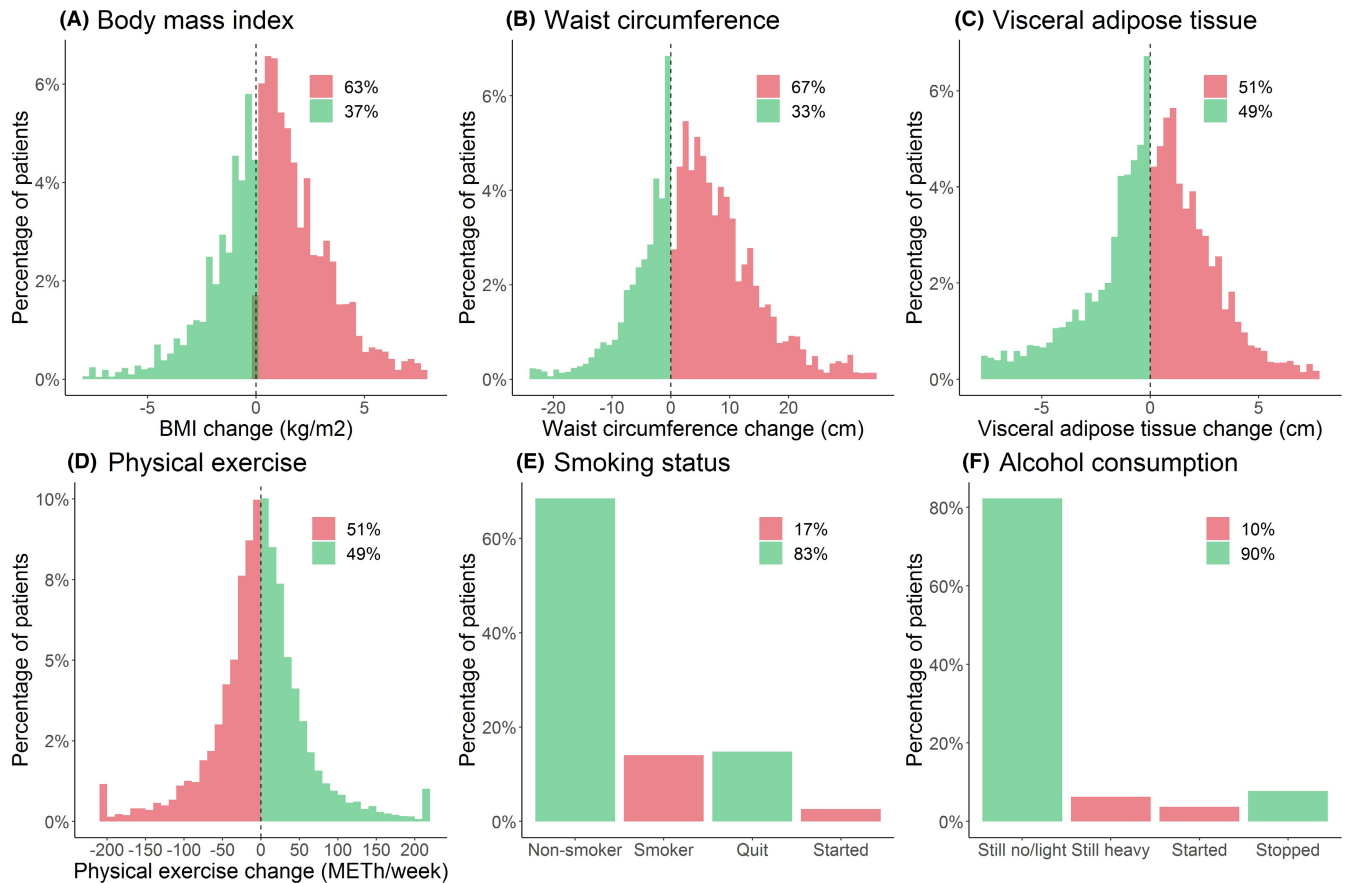 (A) Body mass index
Percentage of patients
6%
4%
2%
0%
63%
37%
-5
0
5
BMI change (kg/m2)
(B) Waist circumference
Percentage of patients
6%
4%
2%
0%
67%
33%
-20
-10
0
10
20
Waist circumference change (cm)
(C) Visceral adipose tissue
Percentage of patients
6%
4%
2%
0%
51%
49%
-5
0
5
Visceral adipose tissue change (cm)
(D) Physical exercise
Percentage of patients
10%
8%
5%
2%
0%
51%
49%
-200 -150 -100 -50 0 50 100 150 200
Physical exercise change (METh/week)
(E) Smoking status
Percentage of patients
60%
40%
20%
0%
17%
83%
Non-smoker Smoker Quit Started
(F) Alcohol consumption
Percentage of patients
80%
60%
40%
20%
0%
10%
90%
Still no/light Still heavy Started Stopped